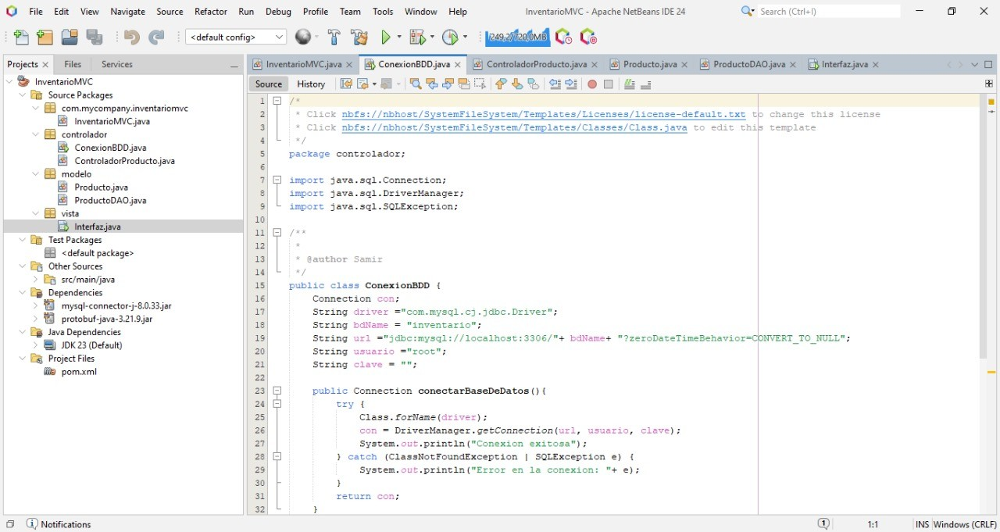 File Edit View Navigate Source Refactor Run Debug Profile Team Tools Window Help InventarioMVC - Apache NetBeans IDE 24 Search (Ctrl+I)
<default config> 249,2/720,0MB
Projects Files Services InventarioMVC.java ConexionBDD.java ControladorProducto.java Producto.java ProductoDAO.java Interfaz.java
Source History
InventarioMVC
Source Packages
com.mycompany.inventariomvc
InventarioMVC.java
controlador
ConexionBDD.java
ControladorProducto.java
modelo
Producto.java
ProductoDAO.java
vista
Interfaz.java
Test Packages
<default package>
Other Sources
src/main/java
Dependencies
mysql-connector-j-8.0.33.jar
protobuf-java-3.21.9.jar
Java Dependencies
JDK 23 (Default)
Project Files
pom.xml
1 /*
2 * Click nbfs://nbhost/SystemFileSystem/Templates/Licenses/license-default.txt to change this license
3 * Click nbfs://nbhost/SystemFileSystem/Templates/Classes/Class.java to edit this template
4 */
5 package controlador;
6
7 import java.sql.Connection;
8 import java.sql.DriverManager;
9 import java.sql.SQLException;
10
11 /**
12 *
13 * @author Samir
14 */
15 public class ConexionBDD {
16 Connection con;
17 String driver ="com.mysql.cj.jdbc.Driver";
18 String bdName = "inventario";
19 String url ="jdbc:mysql://localhost:3306/"+ bdName+ "?zeroDateTimeBehavior=CONVERT_TO_NULL";
20 String usuario ="root";
21 String clave = "";
22
23 public Connection conectarBaseDeDatos(){
24 try {
25 Class.forName(driver);
26 con = DriverManager.getConnection(url, usuario, clave);
27 System.out.println("Conexion exitosa");
28 } catch (ClassNotFoundException | SQLException e) {
29 System.out.println("Error en la conexion: "+ e);
30 }
31 return con;
32 }
Notifications 1 1:1 INS Windows (CRLF)